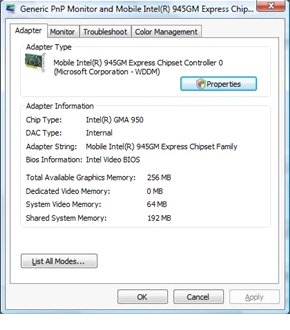 Generic PnP Monitor and Mobile Intel(R) 945GM Express Chip...
Adapter Monitor Troubleshoot Color Management
Adapter Type
Mobile Intel(R) 945GM Express Chipset Controller 0
(Microsoft Corporation - WDDM)
Properties
Adapter Information
Chip Type: Intel(R) GMA 950
DAC Type: Internal
Adapter String: Mobile Intel(R) 945GM Express Chipset Family
Bios Information: Intel Video BIOS
Total Available Graphics Memory: 256 MB
Dedicated Video Memory: 0 MB
System Video Memory: 64 MB
Shared System Memory: 192 MB
List All Modes...
OK Cancel Apply